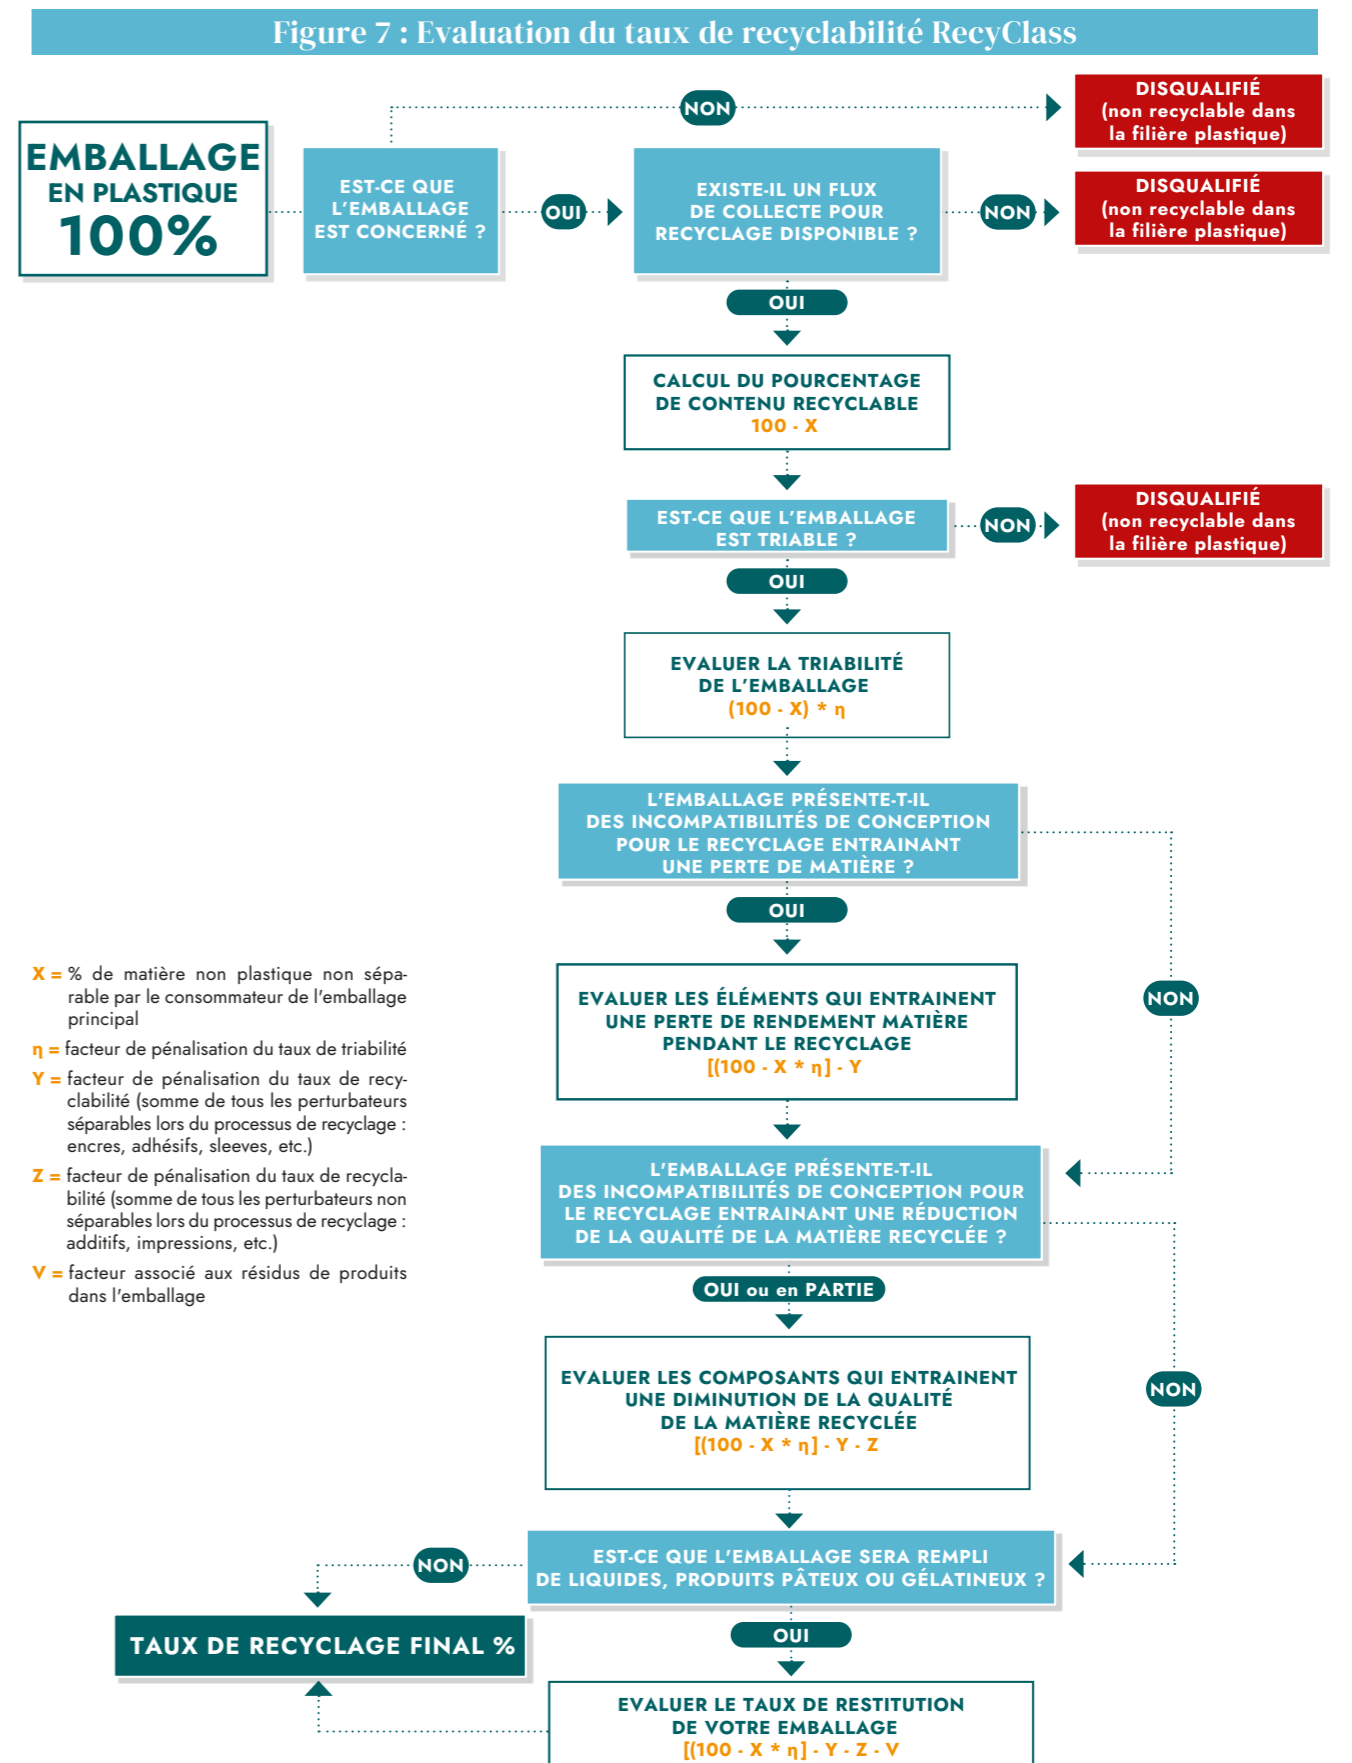 Figure 7 : Evaluation du taux de recyclabilité RecyClass
EMBALLAGE
EN PLASTIQUE
100%
EST-CE QUE
L'EMBALLAGE
EST CONCERNÉ ?
NON
DISQUALIFIÉ
(non recyclable dans
la filière plastique)
OUI
EXISTE-IL UN FLUX
DE COLLECTE POUR
RECYCLAGE DISPONIBLE ?
NON
DISQUALIFIÉ
(non recyclable dans
la filière plastique)
OUI
CALCUL DU POURCENTAGE
DE CONTENU RECYCLABLE
100 - X
EST-CE QUE L'EMBALLAGE
EST TRIABLE ?
NON
DISQUALIFIÉ
(non recyclable dans
la filière plastique)
OUI
EVALUER LA TRIABILITÉ
DE L'EMBALLAGE
(100 - X) * η
L'EMBALLAGE PRÉSENTE-T-IL
DES INCOMPATIBILITÉS DE CONCEPTION
POUR LE RECYCLAGE ENTRAINANT
UNE PERTE DE MATIÈRE ?
OUI
NON
EVALUER LES ÉLÉMENTS QUI ENTRAINENT
UNE PERTE DE RENDEMENT MATIÈRE
PENDANT LE RECYCLAGE
[(100 - X * η] - Y
L'EMBALLAGE PRÉSENTE-T-IL
DES INCOMPATIBILITÉS DE CONCEPTION POUR
LE RECYCLAGE ENTRAINANT UNE RÉDUCTION
DE LA QUALITÉ DE LA MATIÈRE RECYCLÉE ?
OUI ou en PARTIE
NON
EVALUER LES COMPOSANTS QUI ENTRAINENT
UNE DIMINUTION DE LA QUALITÉ
DE LA MATIÈRE RECYCLÉE
[(100 - X * η] - Y - Z
EST-CE QUE L'EMBALLAGE SERA REMPLI
DE LIQUIDES, PRODUITS PÂTEUX OU GÉLATINEUX ?
NON
OUI
TAUX DE RECYCLAGE FINAL %
EVALUER LE TAUX DE RESTITUTION
DE VOTRE EMBALLAGE
[(100 - X * η] - Y - Z - V
X = % de matière non plastique non sépa-
rable par le consommateur de l'emballage
principal
η = facteur de pénalisation du taux de triabilité
Y = facteur de pénalisation du taux de recy-
clabilité (somme de tous les perturbateurs
séparables lors du processus de recyclage :
encres, adhésifs, sleeves, etc.)
Z = facteur de pénalisation du taux de recycla-
bilité (somme de tous les perturbateurs non
séparables lors du processus de recyclage :
additifs, impressions, etc.)
V = facteur associé aux résidus de produits
dans l'emballage